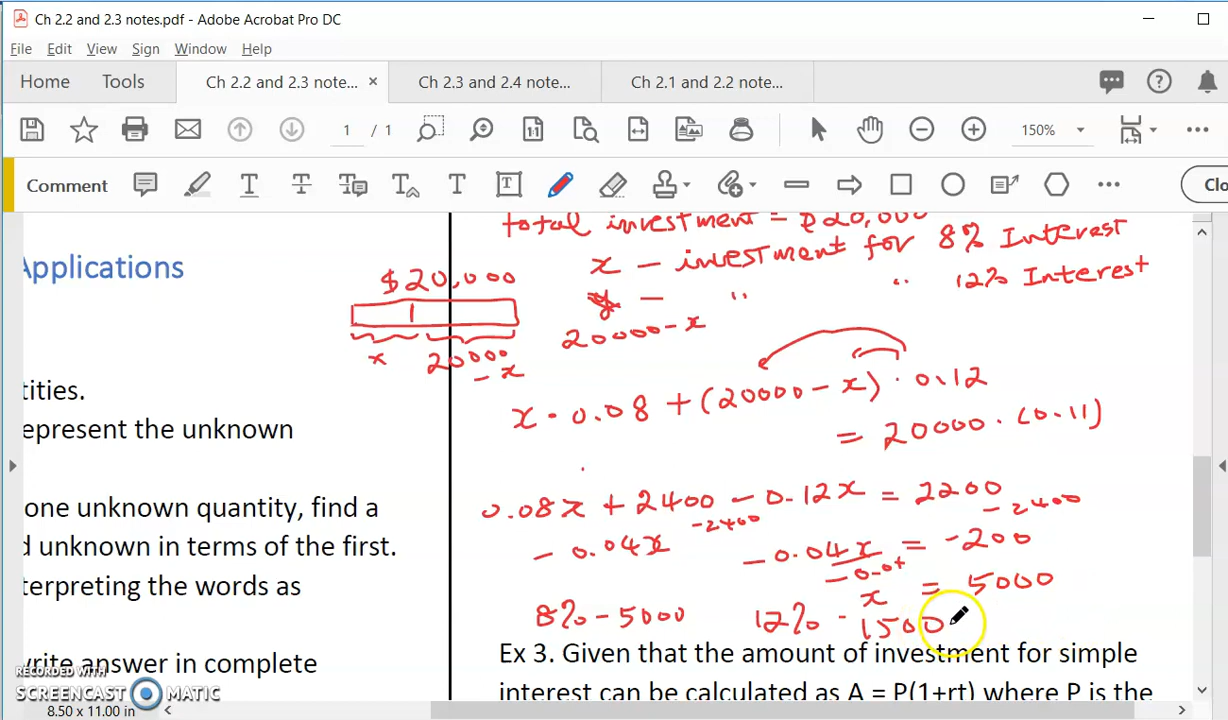 Ch 2.2 and 2.3 notes.pdf - Adobe Acrobat Pro DC
File Edit View Sign Window Help
Home Tools Ch 2.2 and 2.3 note... × Ch 2.3 and 2.4 note... Ch 2.1 and 2.2 note...
1 / 1 150%
Comment Clo
total investment = $20,000
x - investment for 8% Interest
y - " " 12% Interest
20000-x
Applications
$20,000
x 20000 - x
x · 0.08 + (20000 - x) · 0.12
= 20000 · (0.11)
tities.
epresent the unknown
0.08x + 2400 - 0.12x = 2200
-2400 -2400
one unknown quantity, find a
d unknown in terms of the first.
- 0.04x - 0.04x = -200
-0.04
terpreting the words as
x = 5000
8% - 5000 12% - 1500
Ex 3. Given that the amount of investment for simple
write answer in complete
interest can be calculated as A = P(1+rt) where P is the
RECORDED WITH
SCREENCAST MATIC
8.50 x 11.00 in